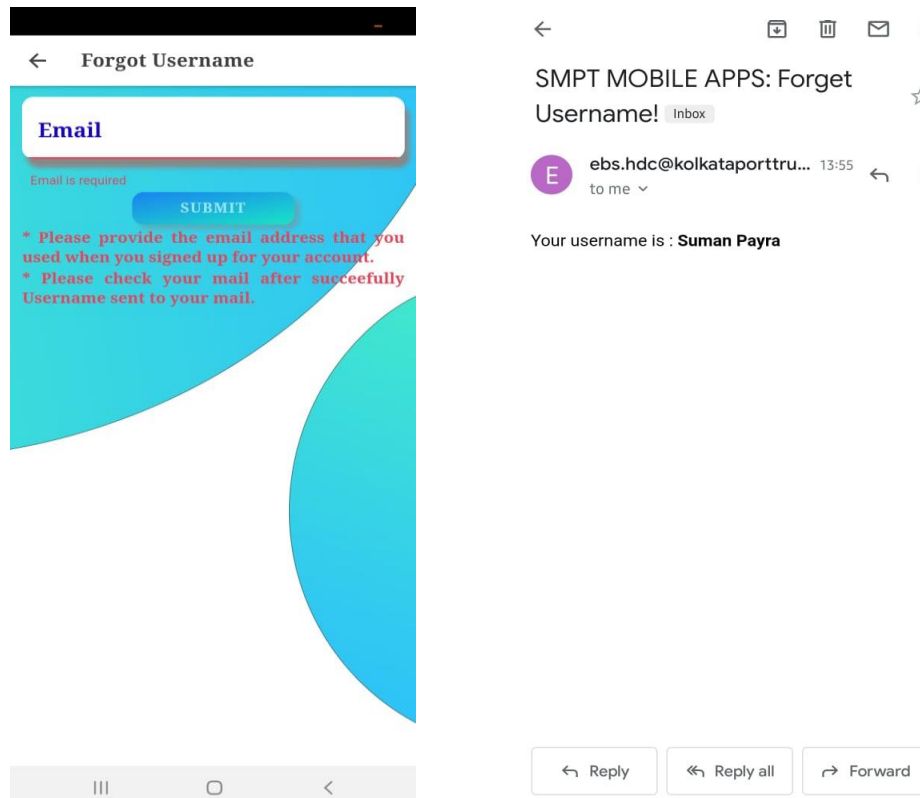 Forgot Username
Email
Email is required
SUBMIT
* Please provide the email address that you
used when you signed up for your account.
* Please check your mail after succeefully
Username sent to your mail.
SMPT MOBILE APPS: Forget
Username! Inbox
E
ebs.hdc@kolkataporttru... 13:55
to me
Your username is : Suman Payra
Reply
Reply all
Forward